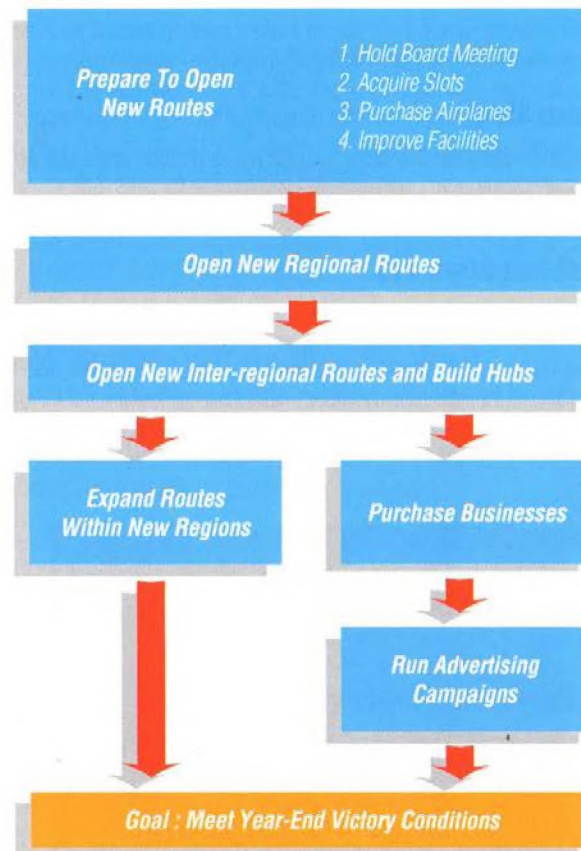 Prepare To Open
New Routes
1. Hold Board Meeting
2. Acquire Slots
3. Purchase Airplanes
4. Improve Facilities
Open New Regional Routes
Open New Inter-regional Routes and Build Hubs
Expand Routes
Within New Regions
Purchase Businesses
Run Advertising
Campaigns
Goal : Meet Year-End Victory Conditions